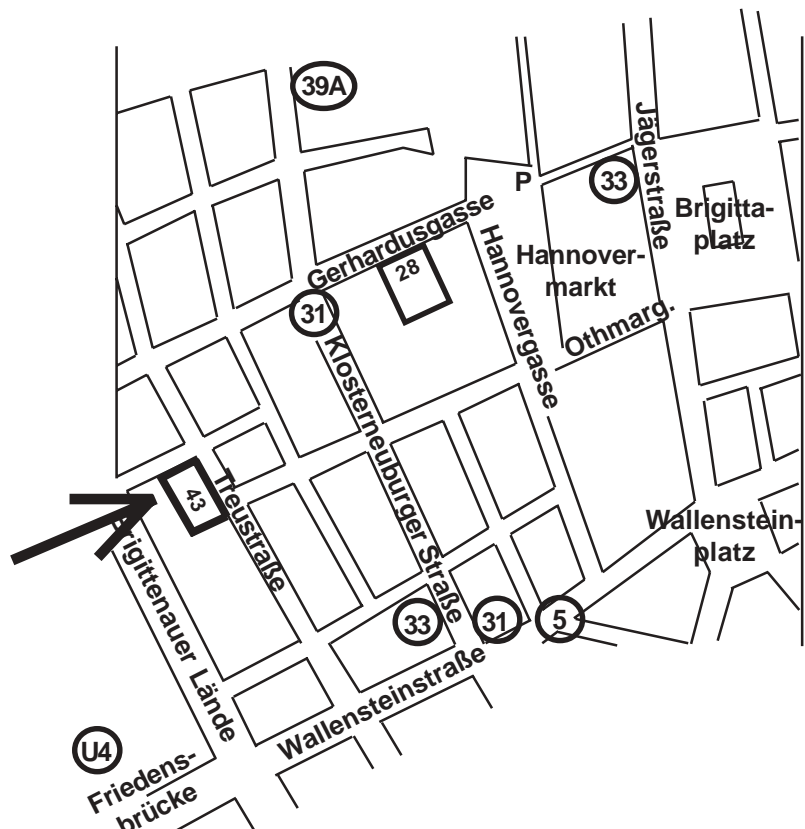 39A
Jägerstraße
33
P
Brigitta-
platz
Gerhardusgasse
28
Hannovergasse
Hannover-
markt
31
Othmarg.
Klosterneuburger Straße
43
Treustraße
Brigittenauer Lände
Wallenstein-
platz
33
31
5
Wallensteinstraße
U4
Friedens-
brücke